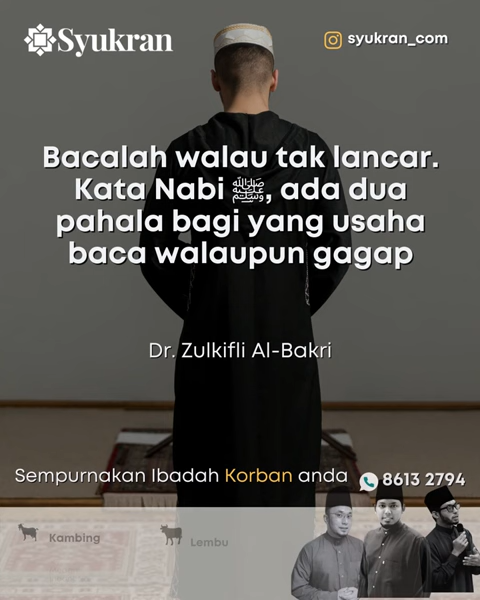 Syukran
syukran_com
Bacalah walau tak lancar.
Kata Nabi ﷺ, ada dua
pahala bagi yang usaha
baca walaupun gagap
Dr. Zulkifli Al-Bakri
Sempurnakan Ibadah Korban anda
8613 2794
Kambing
Lembu